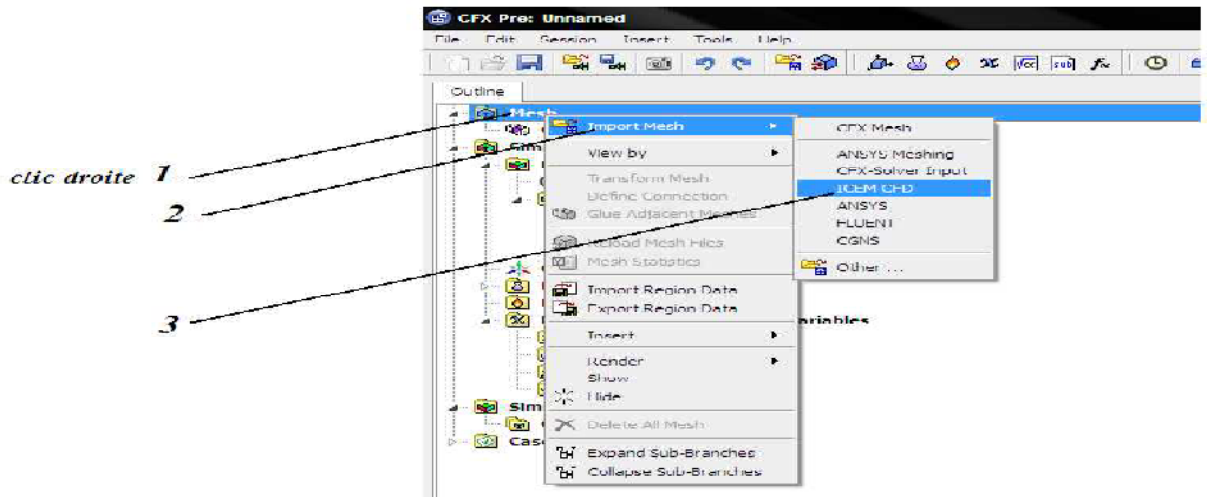 CFX Pre: Unnamed
File Edit Session Insert Tools Help
Outline
Mesh
Import Mesh
CFX Mesh
Sim
View by
ANSYS Meshing
clic droite 1
Transform Mesh
CFX-Solver Input
Define Connection
ICEM CFD
2
Glue Adjacent Meshes
ANSYS
FLUENT
Reload Mesh Files
CGNS
Mesh Statistics
Other ...
Import Region Data
Export Region Data
3
ariables
Insert
Render
Show
Hide
Sim
Delete All Mesh
Cas
Expand Sub-Branches
Collapse Sub-Branches